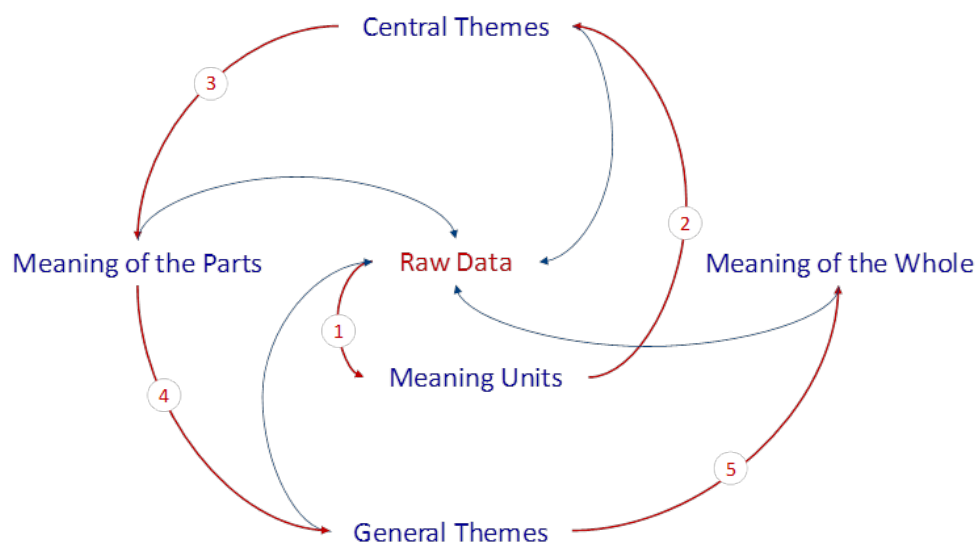 Central Themes
3
2
Meaning of the Parts
Raw Data
Meaning of the Whole
1
Meaning Units
4
5
General Themes